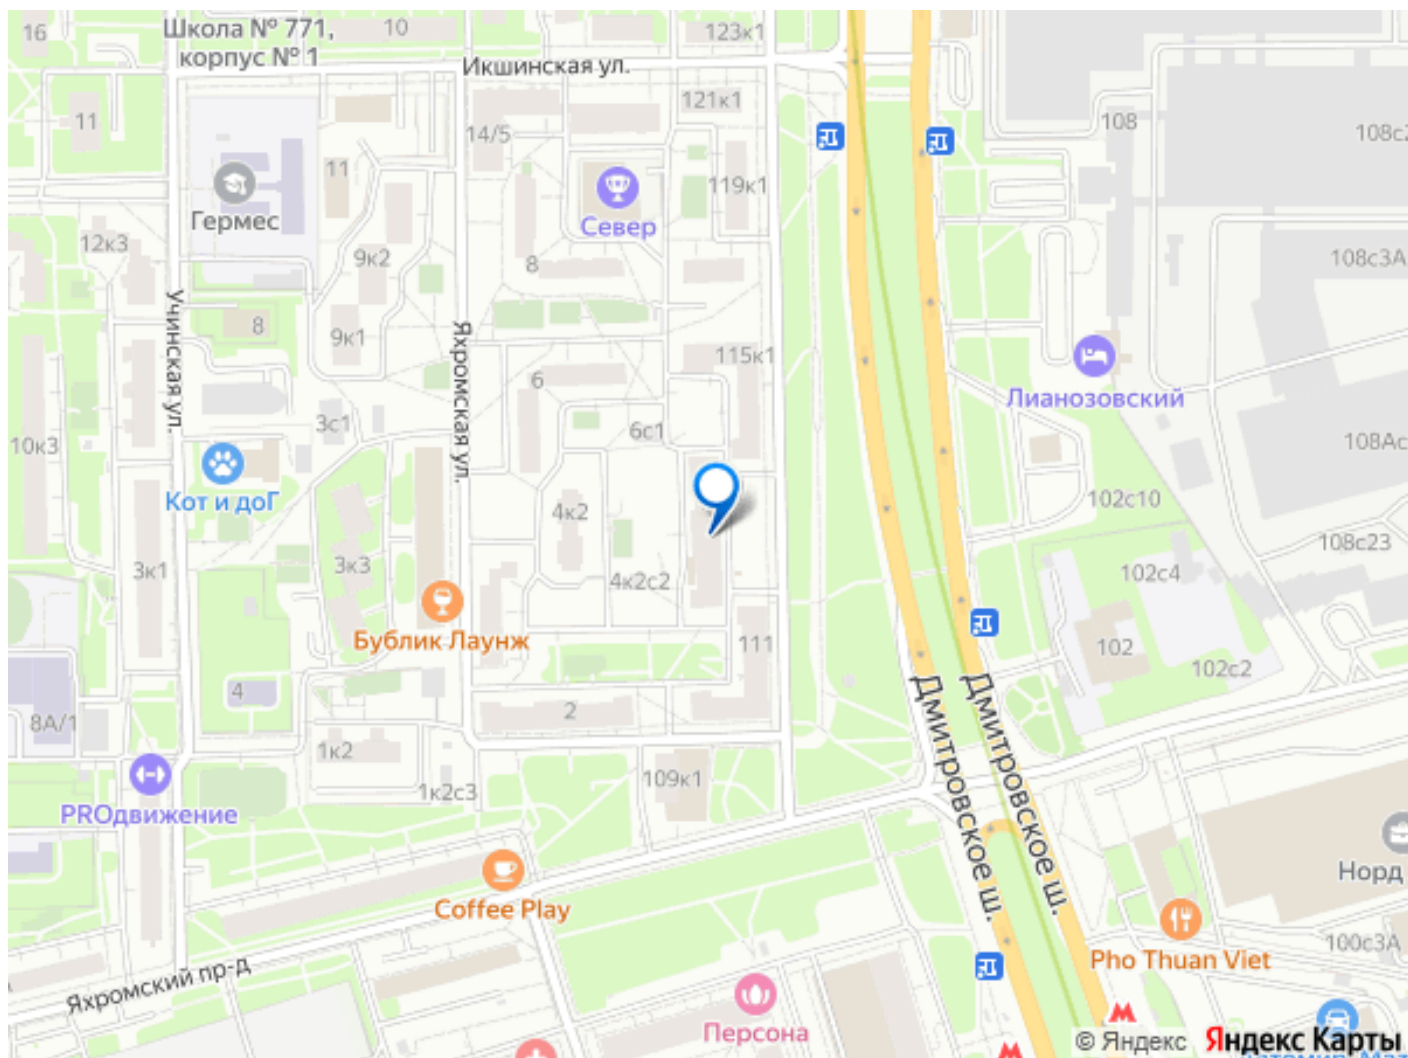 16
Школа № 771,
корпус № 1
10
123к1
Икшинская ул.
11
14/5
121к1
108
108с2
11
119к1
Гермес
Север
12к3
9к2
8
108с3А
Учинская ул.
8
9к1
Яхромская ул.
115к1
6
Лианозовский
3с1
6с1
10к3
108Ас
Кот и доГ
4к2
102с10
108с23
3к1
3к3
4к2с2
102с4
Бублик Лаунж
111
102
102с2
4
8А/1
2
Дмитровское ш.
Дмитровское ш.
1к2
1к2с3
109к1
PROдвижение
Норд
Coffee Play
100с3А
Pho Thuan Viet
Яхромский пр-д
Персона
© Яндекс
Яндекс Карты